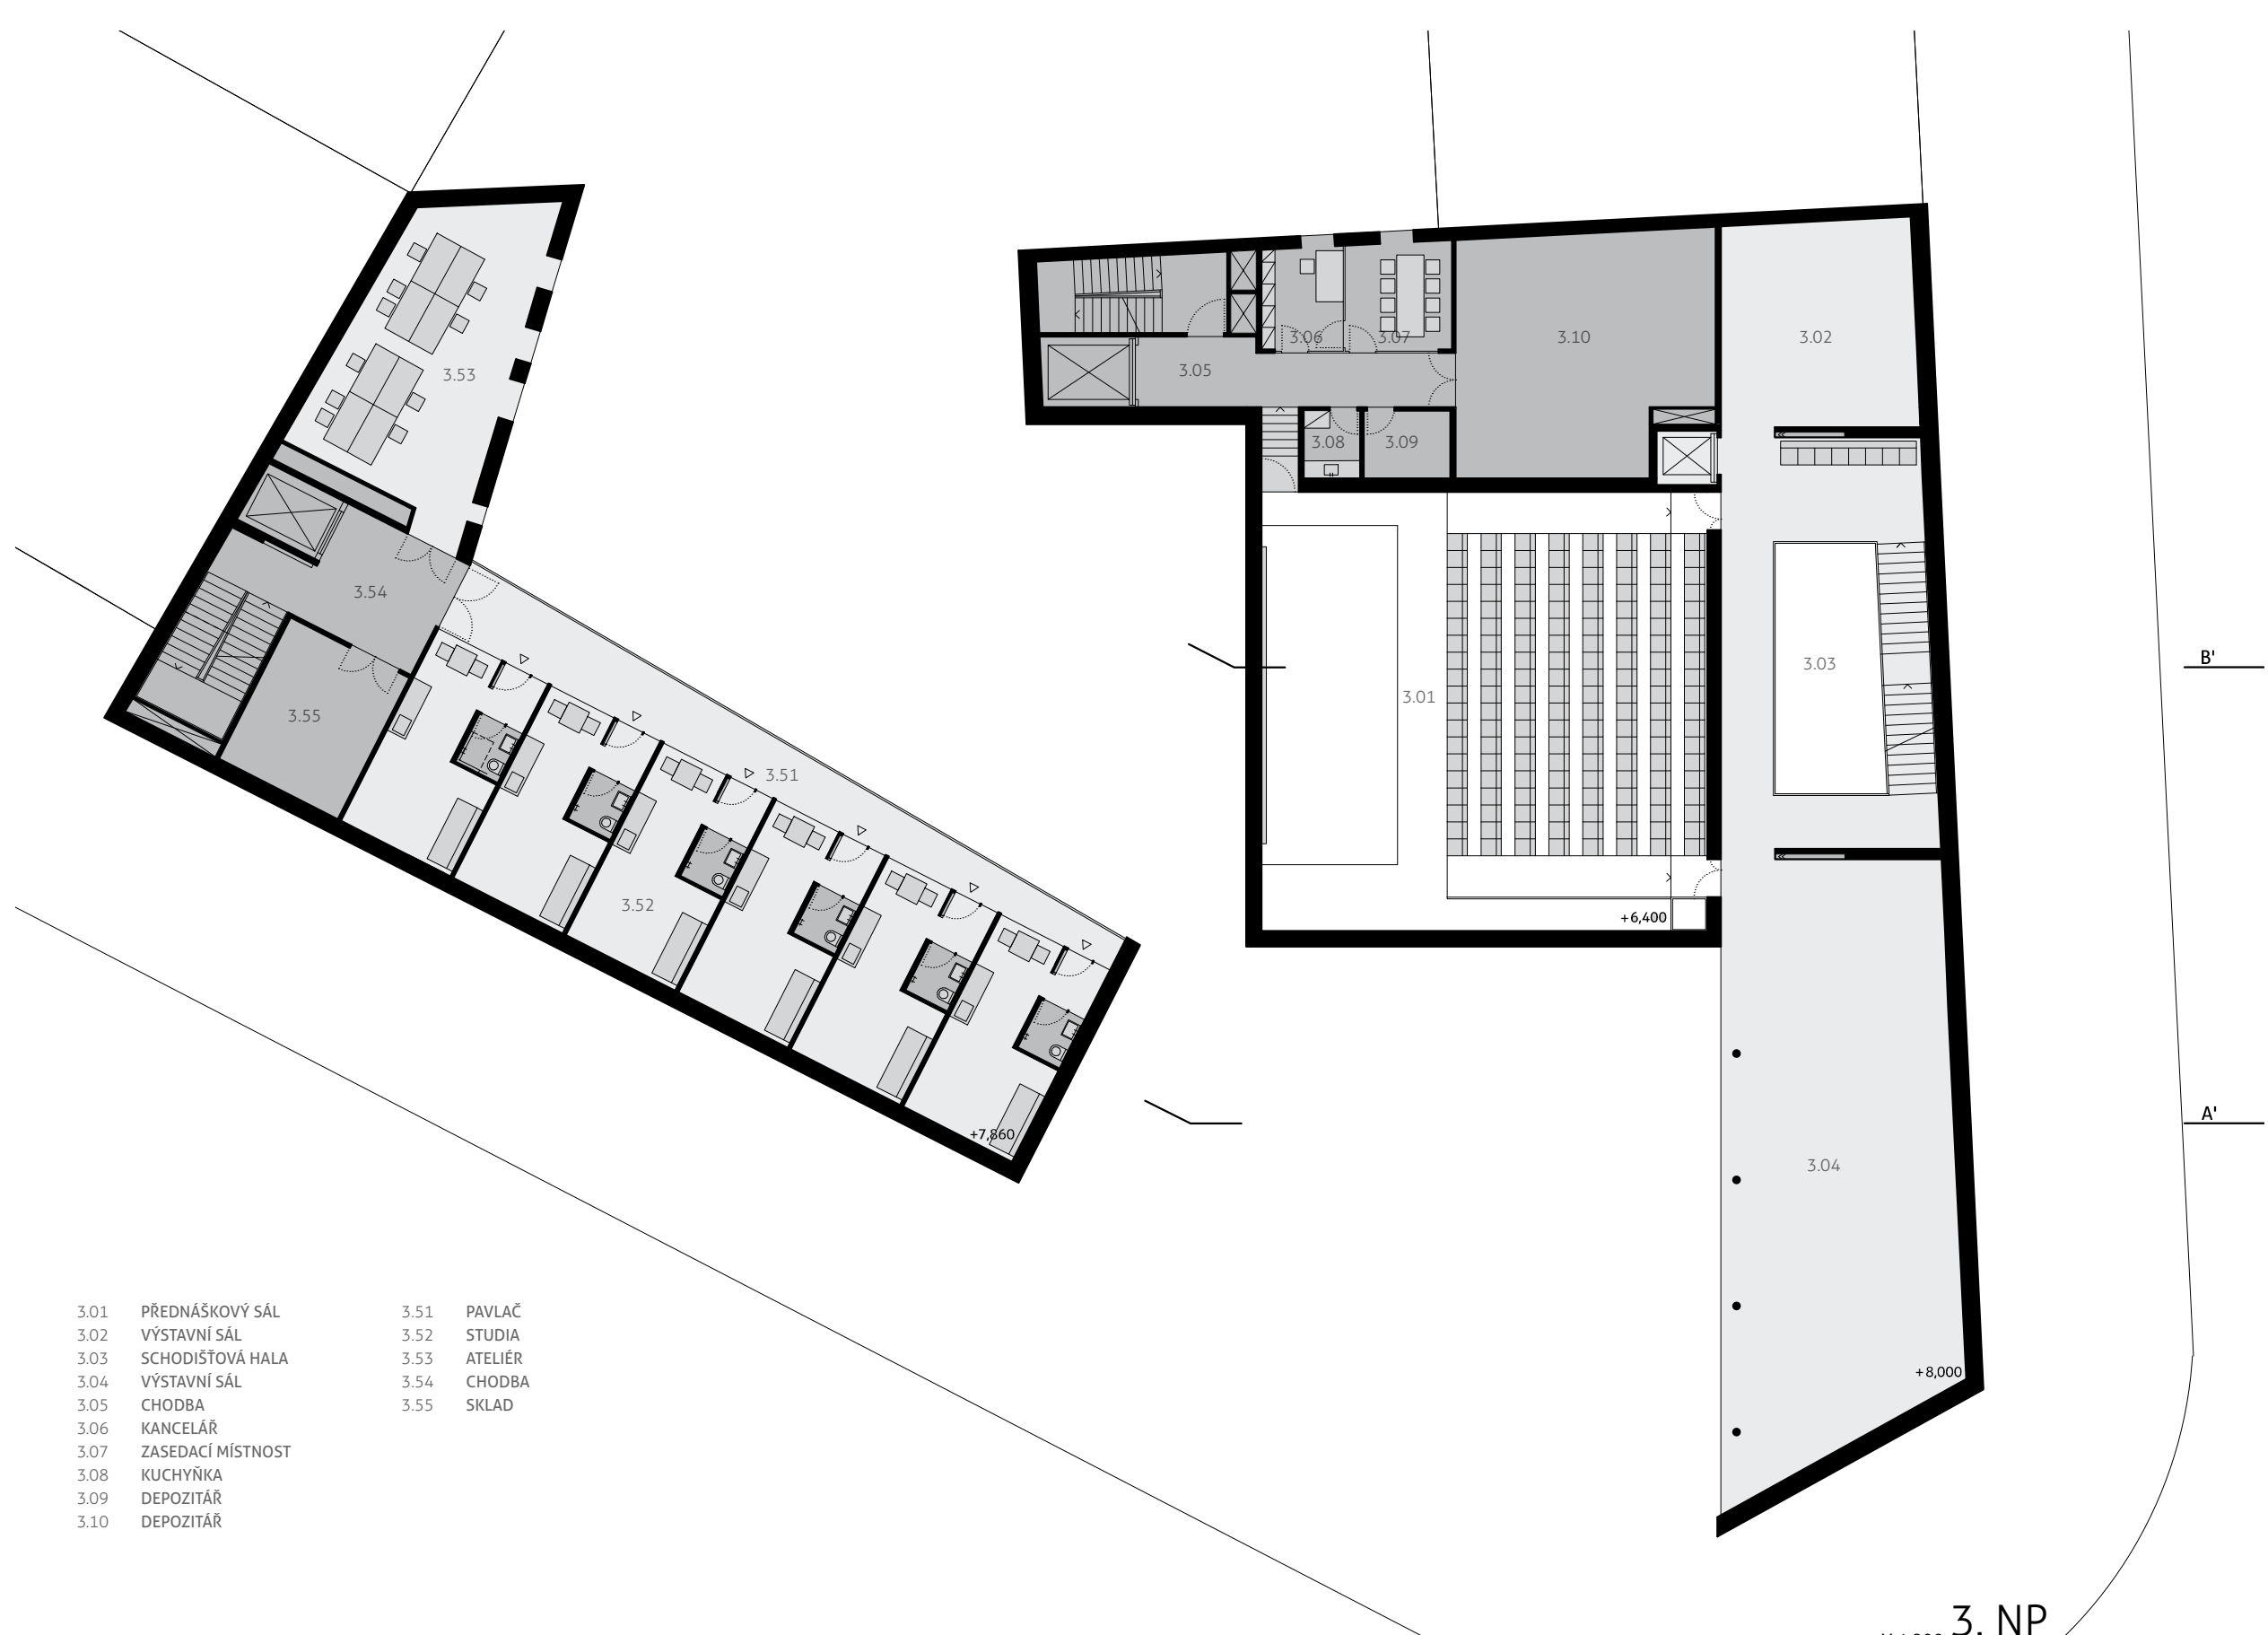 3.53
3.06
3.07
3.10
3.02
3.05
3.08
3.09
3.54
B'
3.03
3.01
3.55
3.51
3.52
+6,400
A'
+7,860
3.04
+8,000
3.01 PŘEDNÁŠKOVÝ SÁL
3.02 VÝSTAVNÍ SÁL
3.03 SCHODIŠŤOVÁ HALA
3.04 VÝSTAVNÍ SÁL
3.05 CHODBA
3.06 KANCELÁŘ
3.07 ZASEDACÍ MÍSTNOST
3.08 KUCHYŇKA
3.09 DEPOZITÁŘ
3.10 DEPOZITÁŘ
3.51 PAVLAČ
3.52 STUDIA
3.53 ATELIÉR
3.54 CHODBA
3.55 SKLAD
3. NP